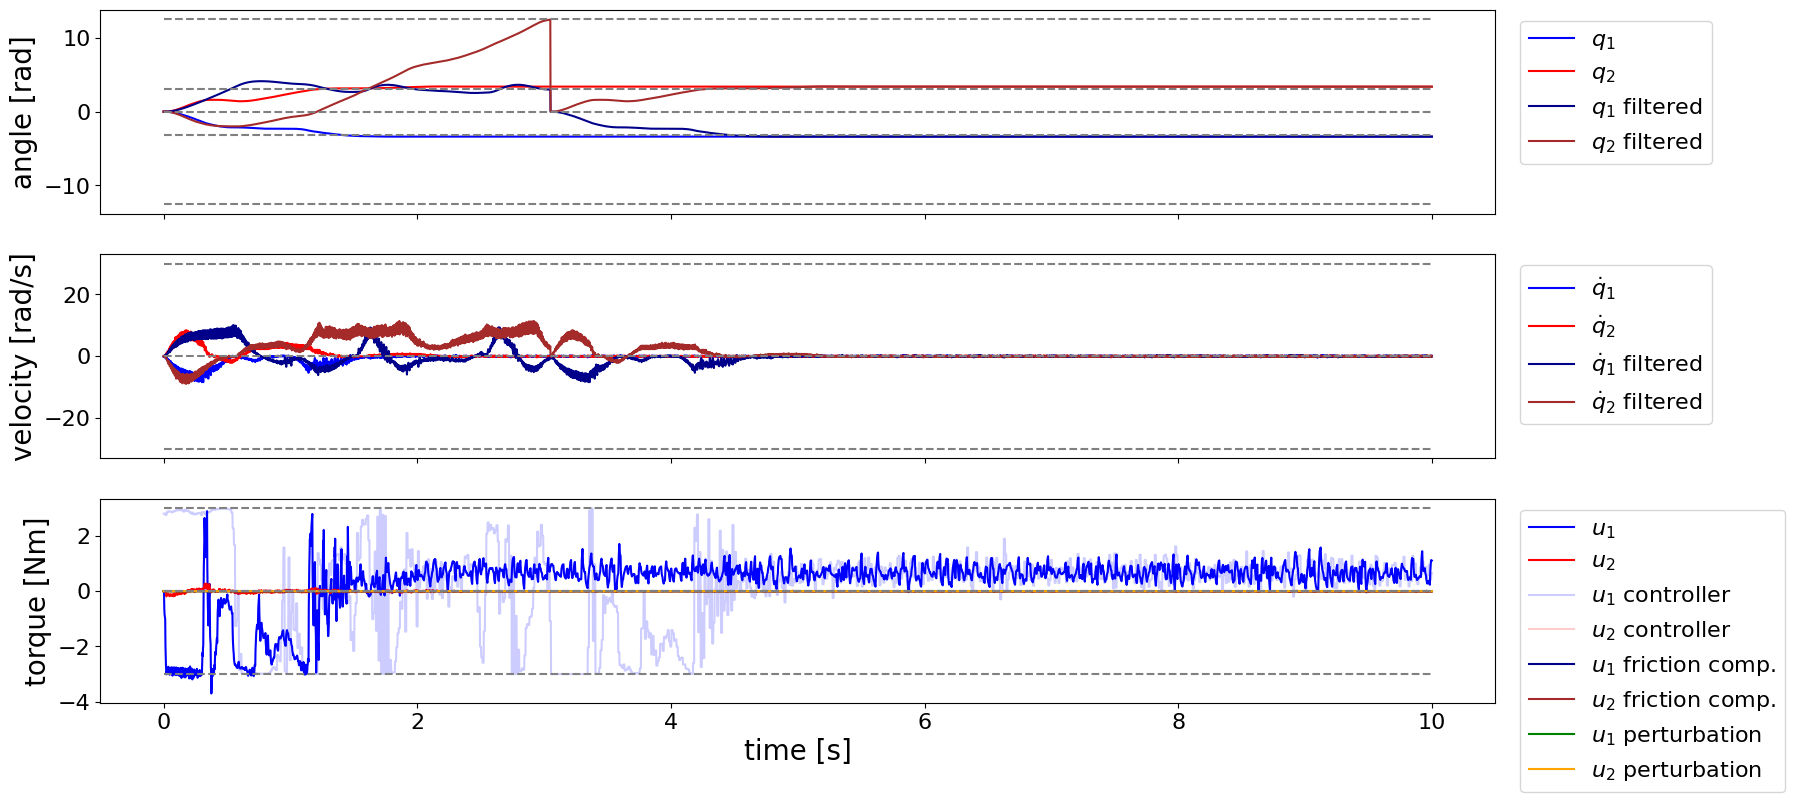 angle [rad]
10
0
−10
q₁
q₂
q₁ filtered
q₂ filtered
velocity [rad/s]
20
0
−20
q̇₁
q̇₂
q̇₁ filtered
q̇₂ filtered
torque [Nm]
2
0
−2
−4
u₁
u₂
u₁ controller
u₂ controller
u₁ friction comp.
u₂ friction comp.
u₁ perturbation
u₂ perturbation
0 2 4 6 8 10
time [s]